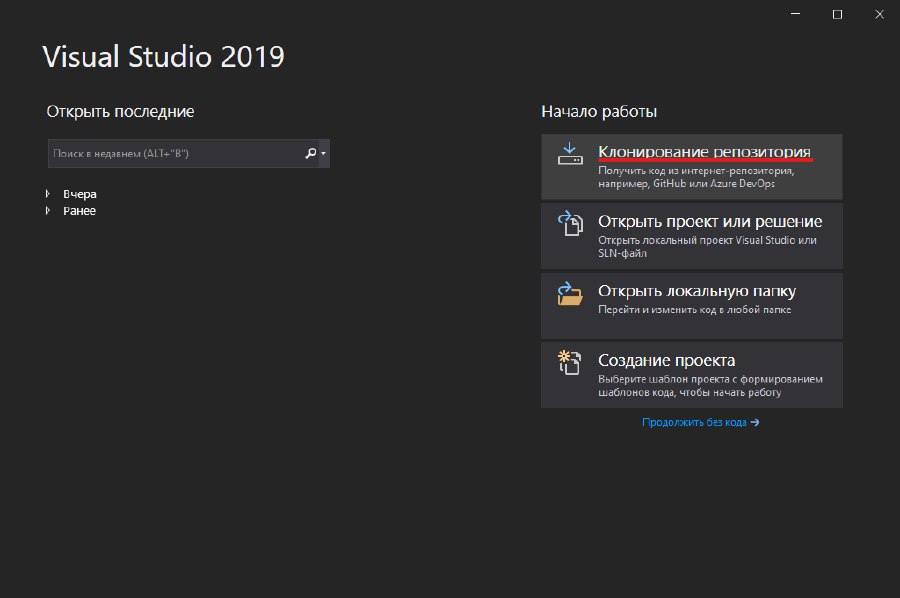 Visual Studio 2019
Открыть последние
Поиск в недавнем (ALT+"В")
Вчера
Ранее
Начало работы
Клонирование репозитория
Получить код из интернет-репозитория,
например, GitHub или Azure DevOps
Открыть проект или решение
Открыть локальный проект Visual Studio или
SLN-файл
Открыть локальную папку
Перейти и изменить код в любой папке
Создание проекта
Выберите шаблон проекта с формированием
шаблонов кода, чтобы начать работу
Продолжить без кода →